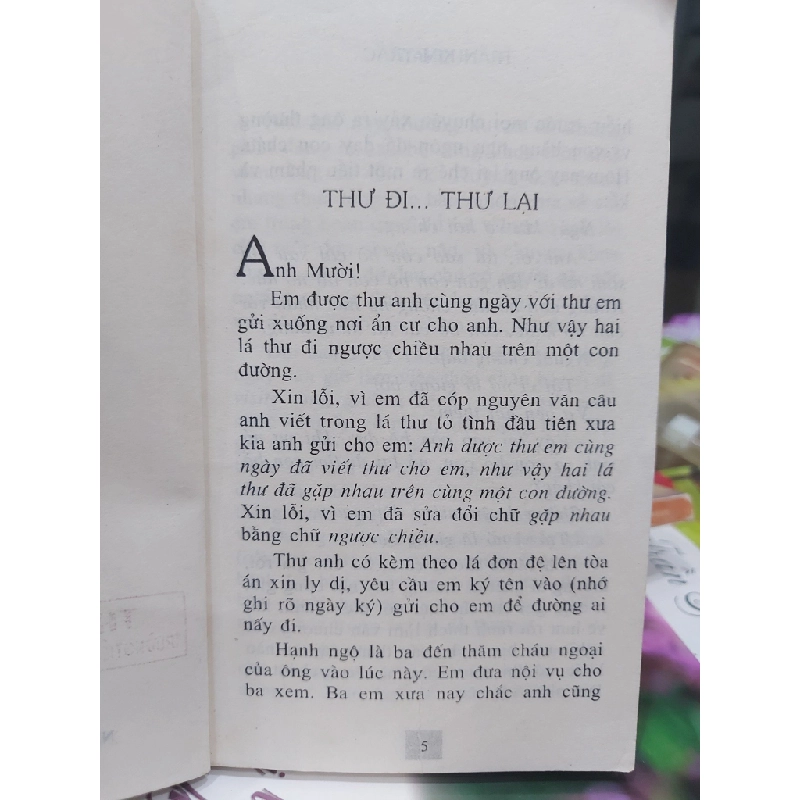 THƯ ĐI... THƯ LẠI
Anh Mười!
Em được thư anh cùng ngày với thư em
gửi xuống nơi ẩn cư cho anh. Như vậy hai
lá thư đi ngược chiều nhau trên một con
đường.
Xin lỗi, vì em đã cóp nguyên văn câu
anh viết trong lá thư tỏ tình đầu tiên xưa
kia anh gửi cho em: Anh được thư em cùng
ngày đã viết thư cho em, như vậy hai lá
thư đã gặp nhau trên cùng một con đường.
Xin lỗi, vì em đã sửa đổi chữ gặp nhau
bằng chữ ngược chiều.
Thư anh có kèm theo lá đơn đệ lên tòa
án xin ly dị, yêu cầu em ký tên vào (nhớ
ghi rõ ngày ký) gửi cho em để đường ai
nấy đi.
Hạnh ngộ là ba đến thăm cháu ngoại
của ông vào lúc này. Em đưa nội vụ cho
ba xem. Ba em xưa nay chắc anh cũng
5